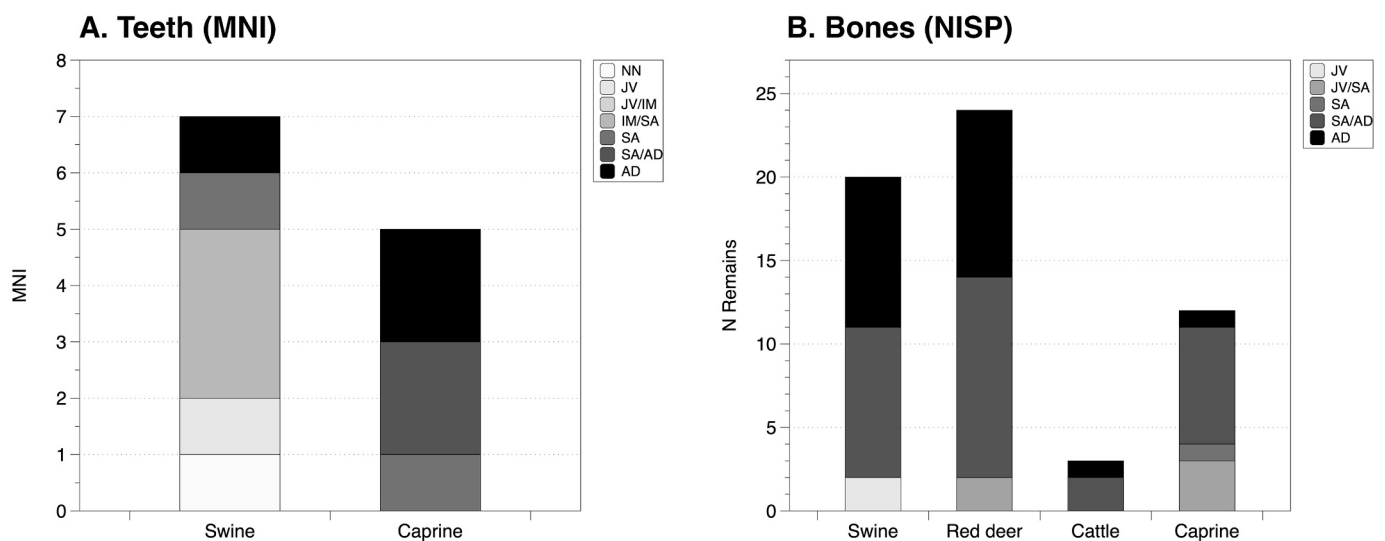 A. Teeth (MNI)
8
7
6
5
4
3
2
1
0
MNI
Swine
Caprine
NN
JV
JV/IM
IM/SA
SA
SA/AD
AD
B. Bones (NISP)
25
20
15
10
5
0
N Remains
Swine
Red deer
Cattle
Caprine
JV
JV/SA
SA
SA/AD
AD